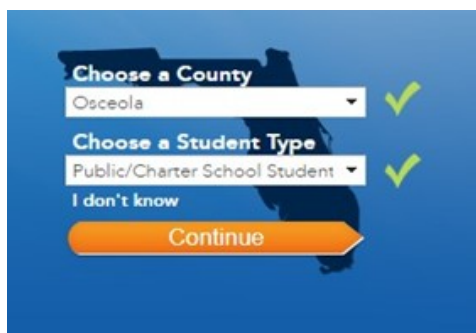 Choose a County
Osceola
Choose a Student Type
Public/Charter School Student
I don't know
Continue